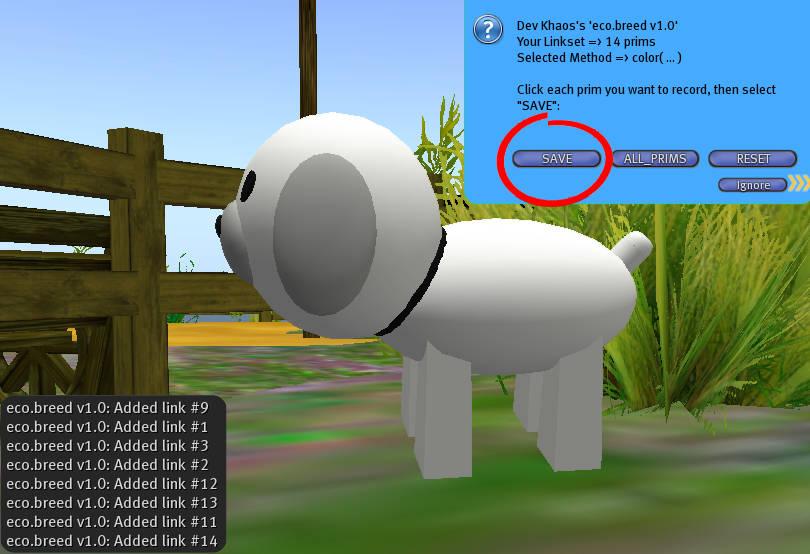 Dev Khaos's 'eco.breed v1.0'
Your Linkset => 14 prims
Selected Method => color( ... )
Click each prim you want to record, then select
"SAVE":
SAVE ALL_PRIMS RESET
Ignore
eco.breed v1.0: Added link #9
eco.breed v1.0: Added link #1
eco.breed v1.0: Added link #3
eco.breed v1.0: Added link #2
eco.breed v1.0: Added link #12
eco.breed v1.0: Added link #13
eco.breed v1.0: Added link #11
eco.breed v1.0: Added link #14